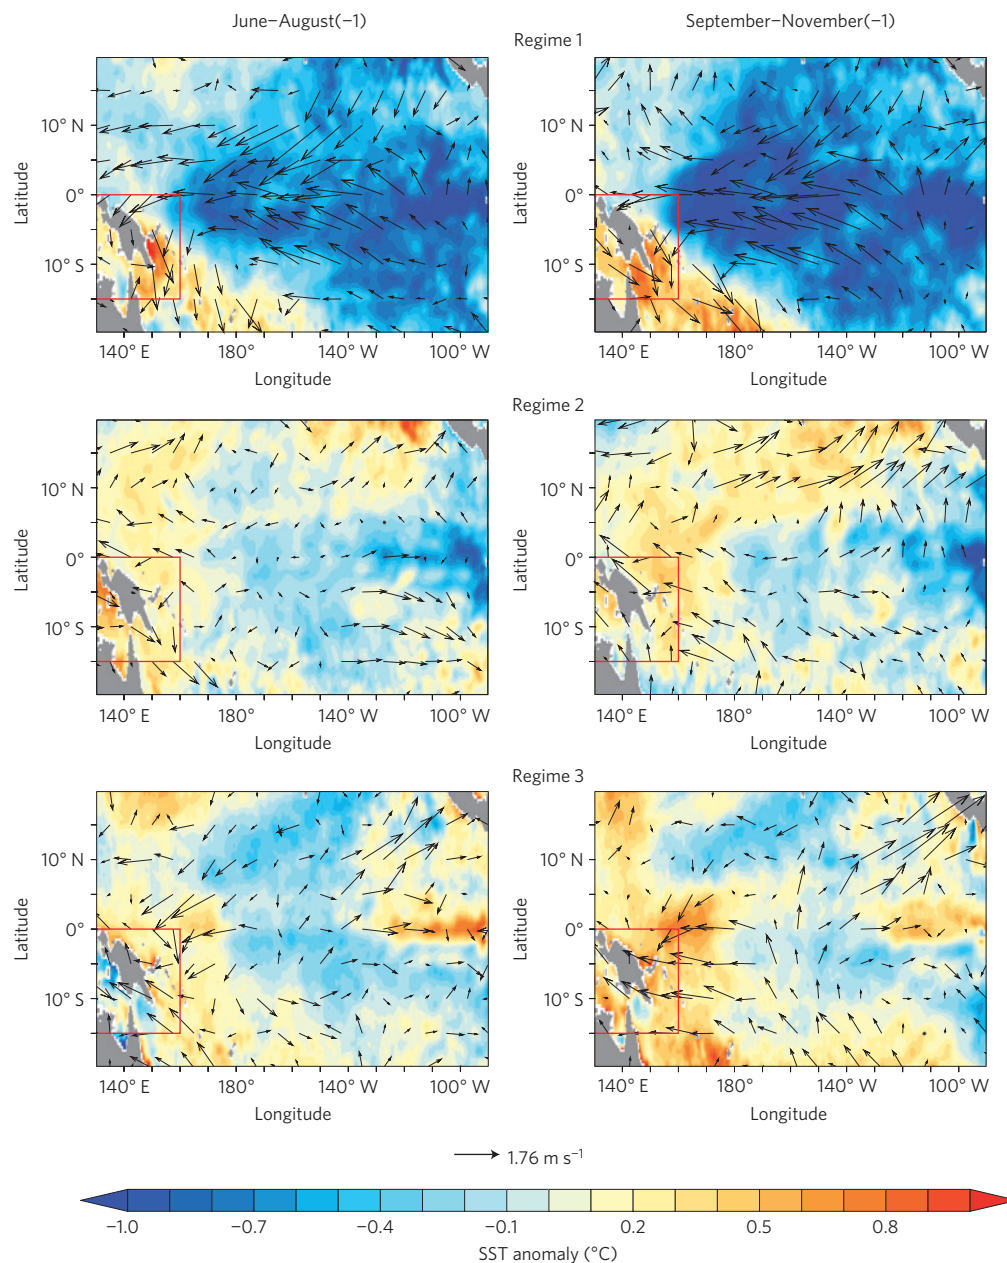 June–August(−1)
September–November(−1)
Regime 1
Latitude
10° N
0°
10° S
140° E
180°
140° W
100° W
Longitude
Latitude
10° N
0°
10° S
140° E
180°
140° W
100° W
Longitude
Regime 2
Latitude
10° N
0°
10° S
140° E
180°
140° W
100° W
Longitude
Latitude
10° N
0°
10° S
140° E
180°
140° W
100° W
Longitude
Regime 3
Latitude
10° N
0°
10° S
140° E
180°
140° W
100° W
Longitude
Latitude
10° N
0°
10° S
140° E
180°
140° W
100° W
Longitude
1.76 m s⁻¹
−1.0 −0.7 −0.4 −0.1 0.2 0.5 0.8
SST anomaly (°C)